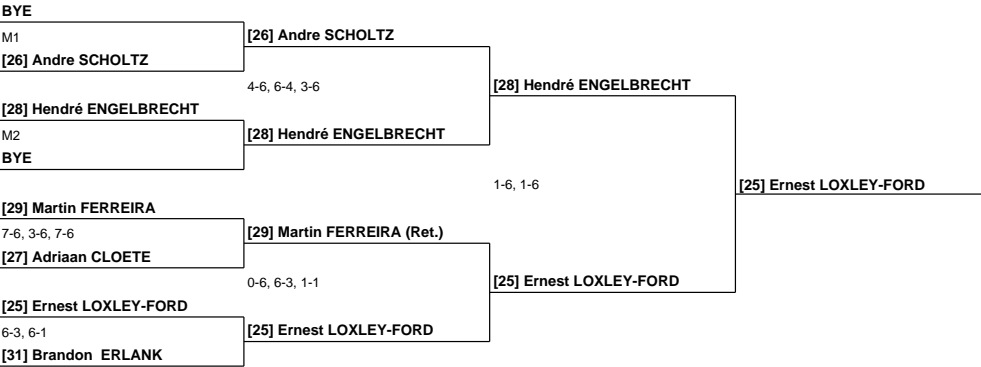 BYE
M1
[26] Andre SCHOLTZ
[26] Andre SCHOLTZ
4-6, 6-4, 3-6
[28] Hendré ENGELBRECHT
[28] Hendré ENGELBRECHT
M2
BYE
[28] Hendré ENGELBRECHT
1-6, 1-6
[25] Ernest LOXLEY-FORD
[29] Martin FERREIRA
7-6, 3-6, 7-6
[27] Adriaan CLOETE
[29] Martin FERREIRA (Ret.)
0-6, 6-3, 1-1
[25] Ernest LOXLEY-FORD
[25] Ernest LOXLEY-FORD
6-3, 6-1
[31] Brandon  ERLANK
[25] Ernest LOXLEY-FORD